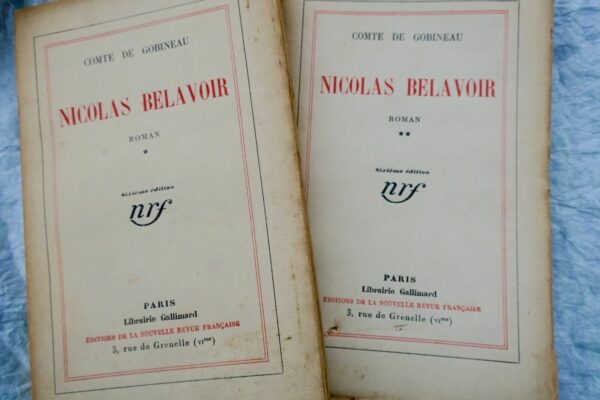 COMTE DE GOBINEAU
NICOLAS BELAVOIR
ROMAN
*
Sixième édition
nrf
PARIS
Librairie Gallimard
ÉDITIONS DE LA NOUVELLE REVUE FRANÇAISE
3, rue de Grenelle (VIme)
COMTE DE GOBINEAU
NICOLAS BELAVOIR
ROMAN
**
Sixième édition
nrf
PARIS
Librairie Gallimard
ÉDITIONS DE LA NOUVELLE REVUE FRANÇAISE
3, rue de Grenelle (VIme)